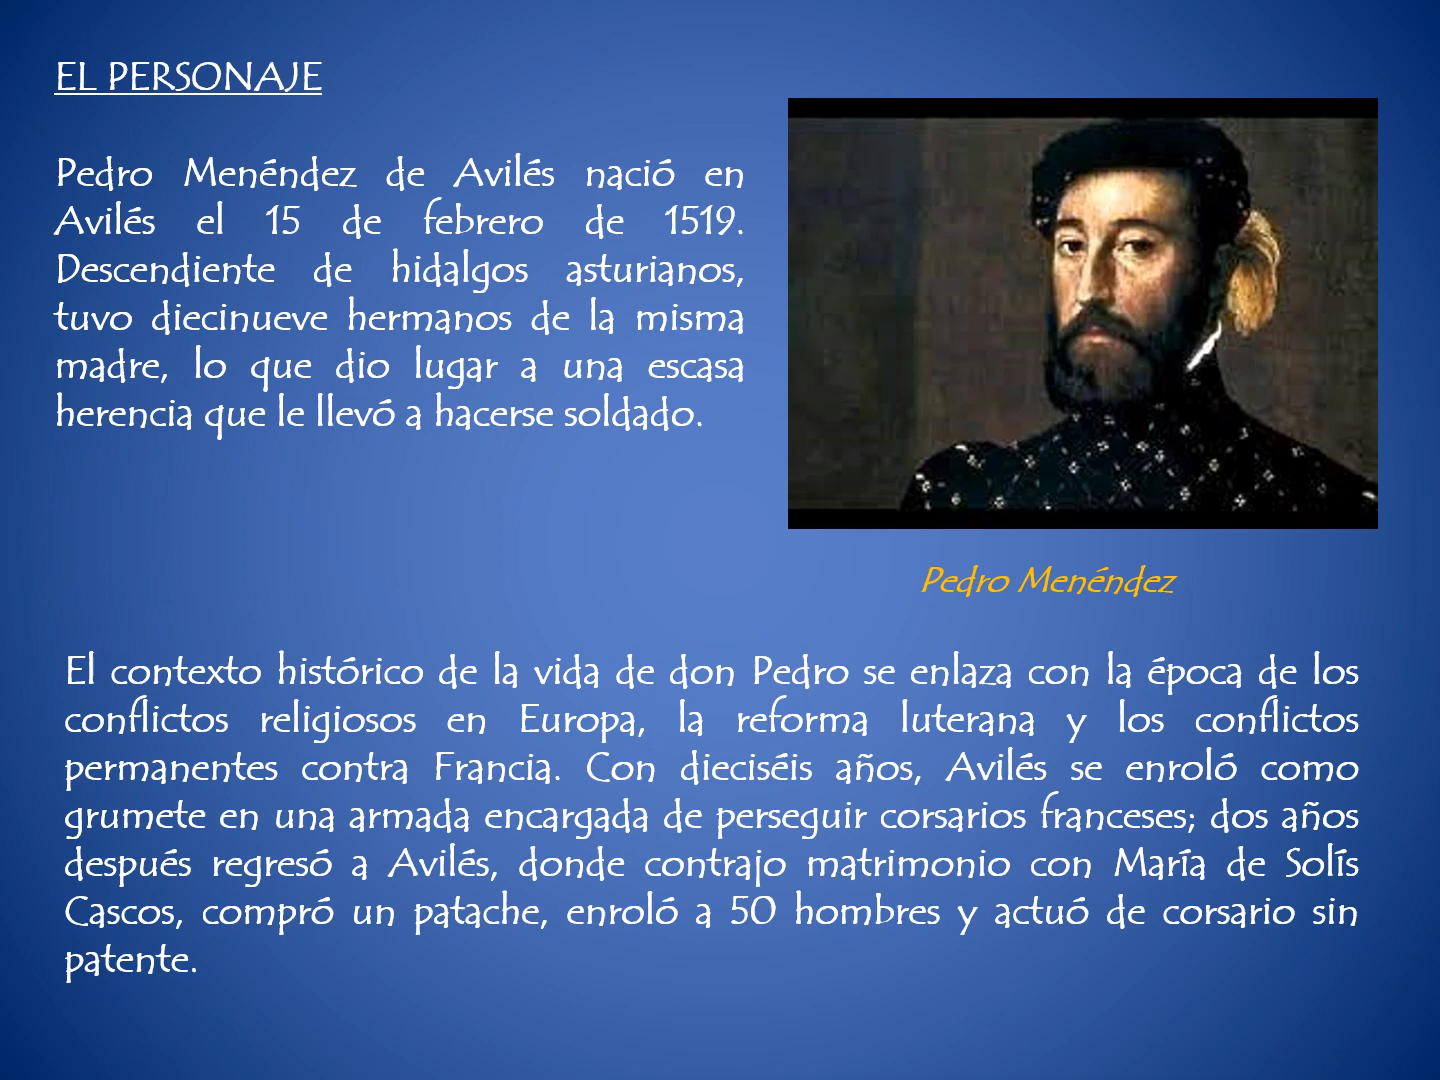 EL PERSONAJE
Pedro Menéndez de Avilés nació en
Avilés el 15 de febrero de 1519.
Descendiente de hidalgos asturianos,
tuvo diecinueve hermanos de la misma
madre, lo que dio lugar a una escasa
herencia que le llevó a hacerse soldado.
Pedro Menéndez
El contexto histórico de la vida de don Pedro se enlaza con la época de los
conflictos religiosos en Europa, la reforma luterana y los conflictos
permanentes contra Francia. Con dieciséis años, Avilés se enroló como
grumete en una armada encargada de perseguir corsarios franceses; dos años
después regresó a Avilés, donde contrajo matrimonio con María de Solís
Cascos, compró un patache, enroló a 50 hombres y actuó de corsario sin
patente.